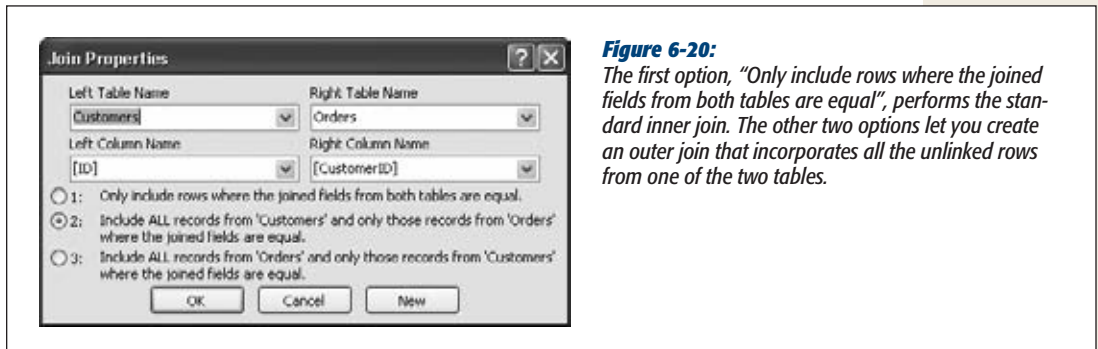 Join Properties
Left Table Name
Right Table Name
Customers
Orders
Left Column Name
Right Column Name
[ID]
[CustomerID]
1: Only include rows where the joined fields from both tables are equal.
2: Include ALL records from 'Customers' and only those records from 'Orders'
where the joined fields are equal.
3: Include ALL records from 'Orders' and only those records from 'Customers'
where the joined fields are equal.
OK
Cancel
New
Figure 6-20:
The first option, “Only include rows where the joined
fields from both tables are equal”, performs the stan-
dard inner join. The other two options let you create
an outer join that incorporates all the unlinked rows
from one of the two tables.